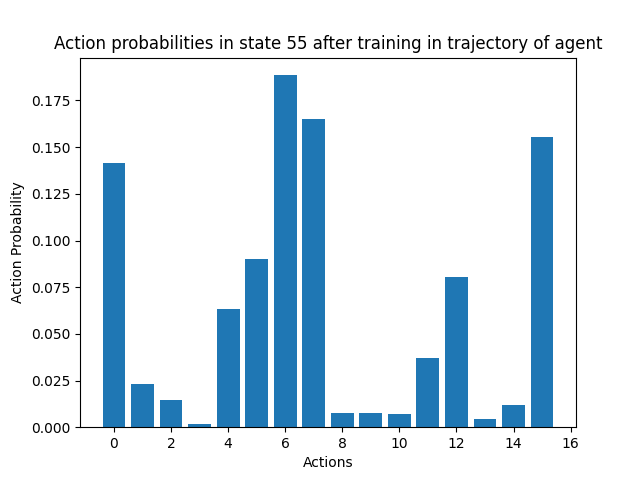 Action probabilities in state 55 after training in trajectory of agent
Action Probability
0.175
0.150
0.125
0.100
0.075
0.050
0.025
0.000
0 2 4 6 8 10 12 14 16
Actions